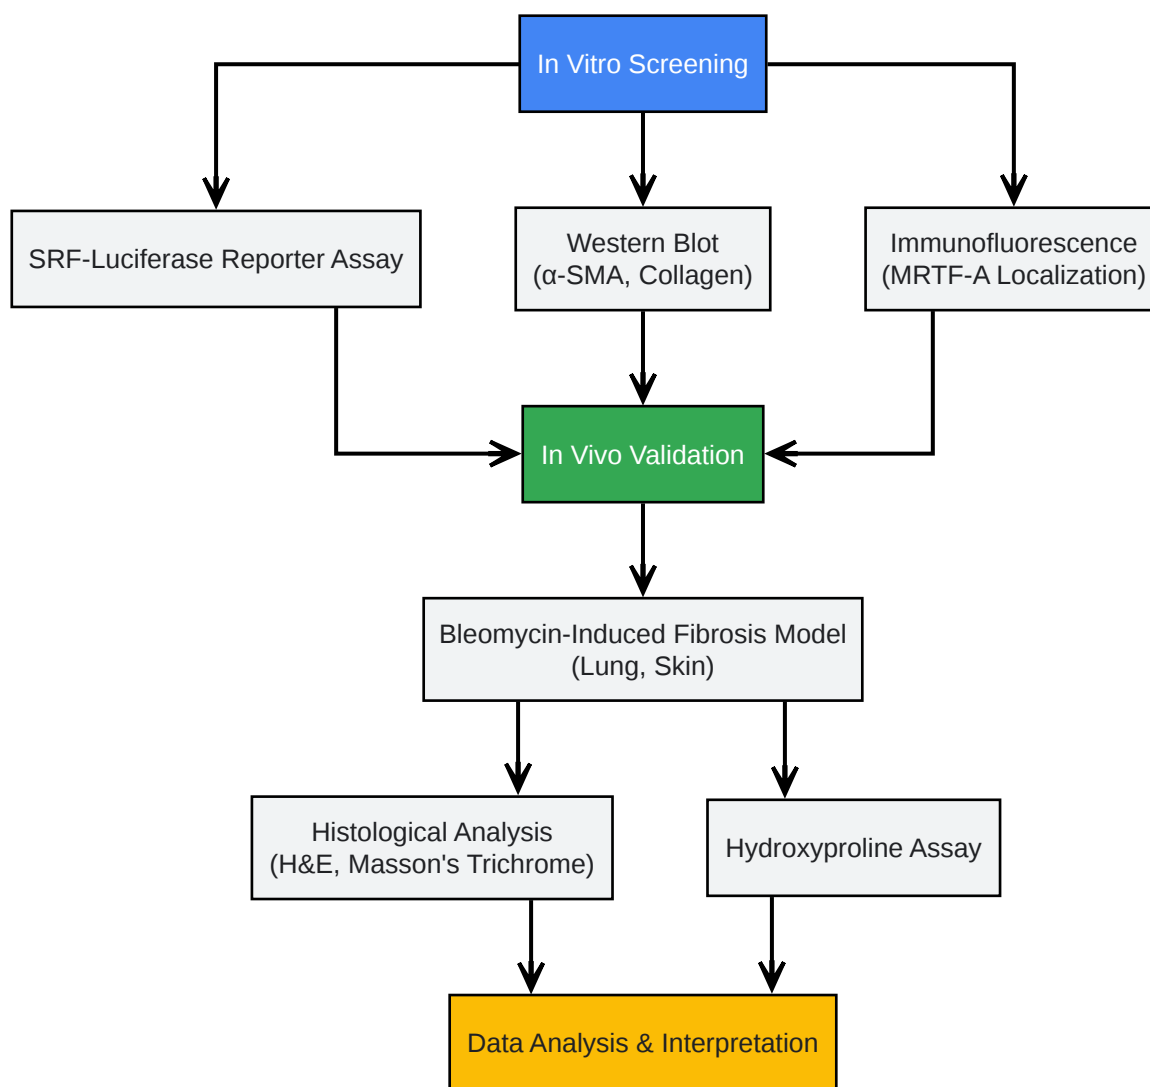 In Vitro Screening
SRF-Luciferase Reporter Assay
Western Blot
(α-SMA, Collagen)
Immunofluorescence
(MRTF-A Localization)
In Vivo Validation
Bleomycin-Induced Fibrosis Model
(Lung, Skin)
Histological Analysis
(H&E, Masson's Trichrome)
Hydroxyproline Assay
Data Analysis & Interpretation